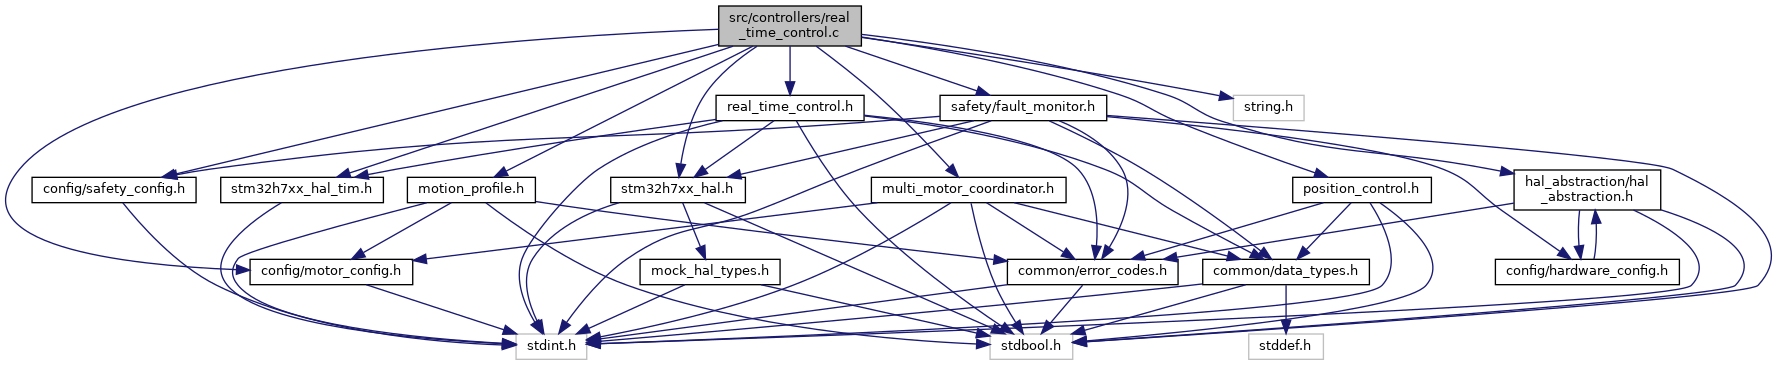 src/controllers/real
_time_control.c
real_time_control.h
safety/fault_monitor.h
string.h
config/safety_config.h
stm32h7xx_hal_tim.h
motion_profile.h
stm32h7xx_hal.h
multi_motor_coordinator.h
position_control.h
hal_abstraction/hal
_abstraction.h
config/motor_config.h
mock_hal_types.h
common/error_codes.h
common/data_types.h
config/hardware_config.h
stdint.h
stdbool.h
stddef.h